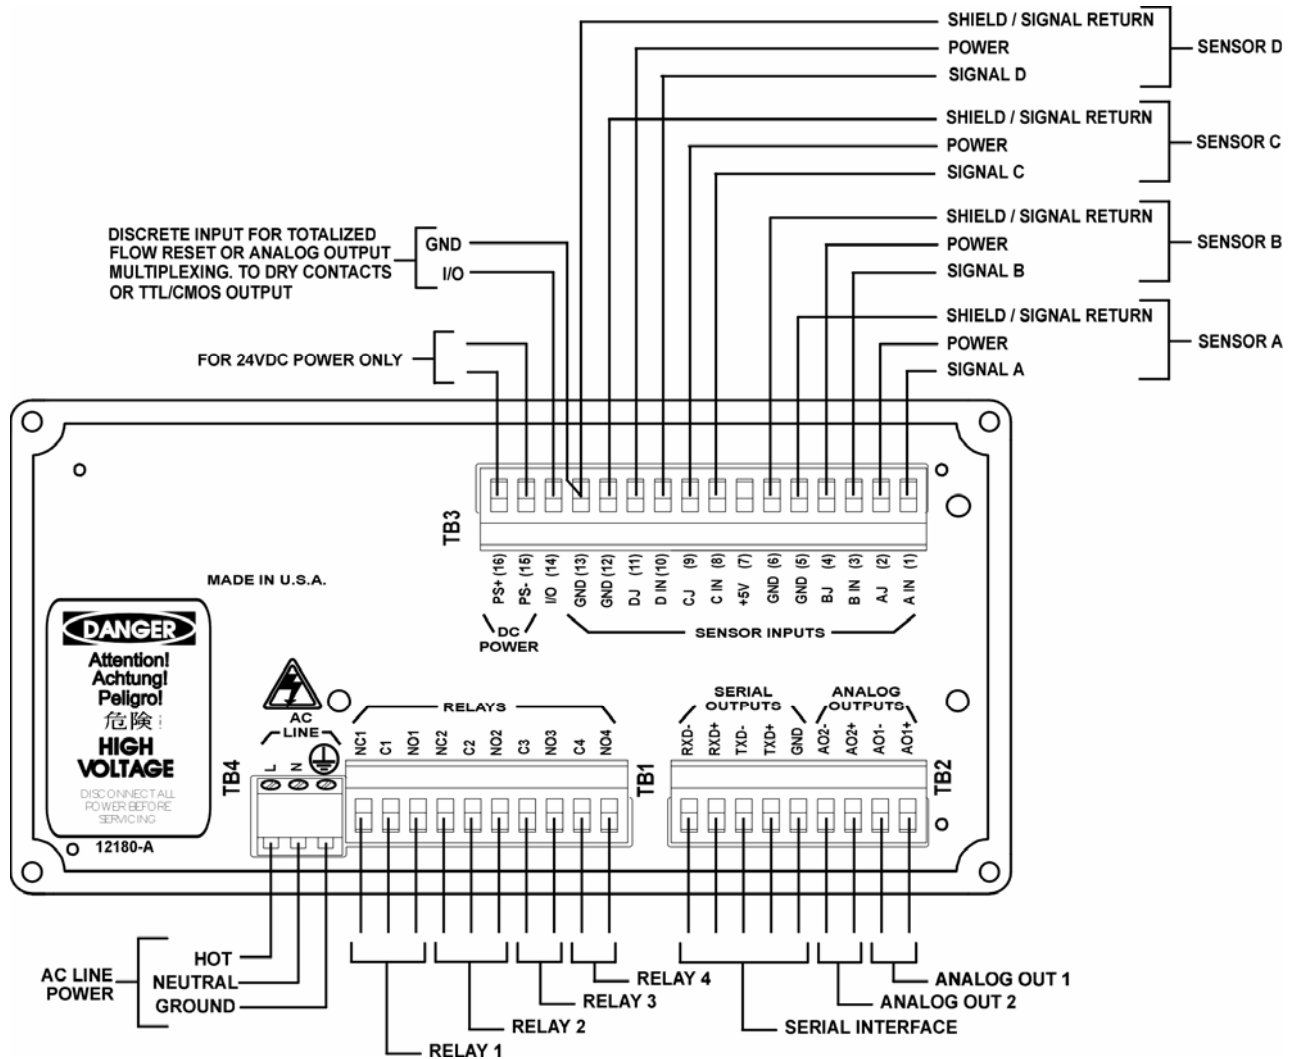 SHIELD / SIGNAL RETURN
POWER
SIGNAL D
SENSOR D
SHIELD / SIGNAL RETURN
POWER
SIGNAL C
SENSOR C
SHIELD / SIGNAL RETURN
POWER
SIGNAL B
SENSOR B
SHIELD / SIGNAL RETURN
POWER
SIGNAL A
SENSOR A
DISCRETE INPUT FOR TOTALIZED
FLOW RESET OR ANALOG OUTPUT
MULTIPLEXING. TO DRY CONTACTS
OR TTL/CMOS OUTPUT
GND
I/O
FOR 24VDC POWER ONLY
TB3
PS+ (16)
PS- (15)
I/O (14)
GND (13)
GND (12)
DJ (11)
D IN (10)
CJ (9)
C IN (8)
+5V (7)
GND (6)
GND (5)
BJ (4)
B IN (3)
AJ (2)
A IN (1)
DC
POWER
SENSOR INPUTS
MADE IN U.S.A.
DANGER
Attention!
Achtung!
Peligro!
危険
HIGH
VOLTAGE
DISCONNECT ALL
POWER BEFORE
SERVICING
12180-A
AC
LINE
TB4
L
N
RELAYS
NC1
C1
NO1
NC2
C2
NO2
C3
NO3
C4
NO4
TB1
SERIAL
OUTPUTS
ANALOG
OUTPUTS
RXD-
RXD+
TXD-
TXD+
GND
AO2-
AO2+
AO1-
AO1+
TB2
AC LINE
POWER
HOT
NEUTRAL
GROUND
RELAY 1
RELAY 2
RELAY 3
RELAY 4
SERIAL INTERFACE
ANALOG OUT 2
ANALOG OUT 1